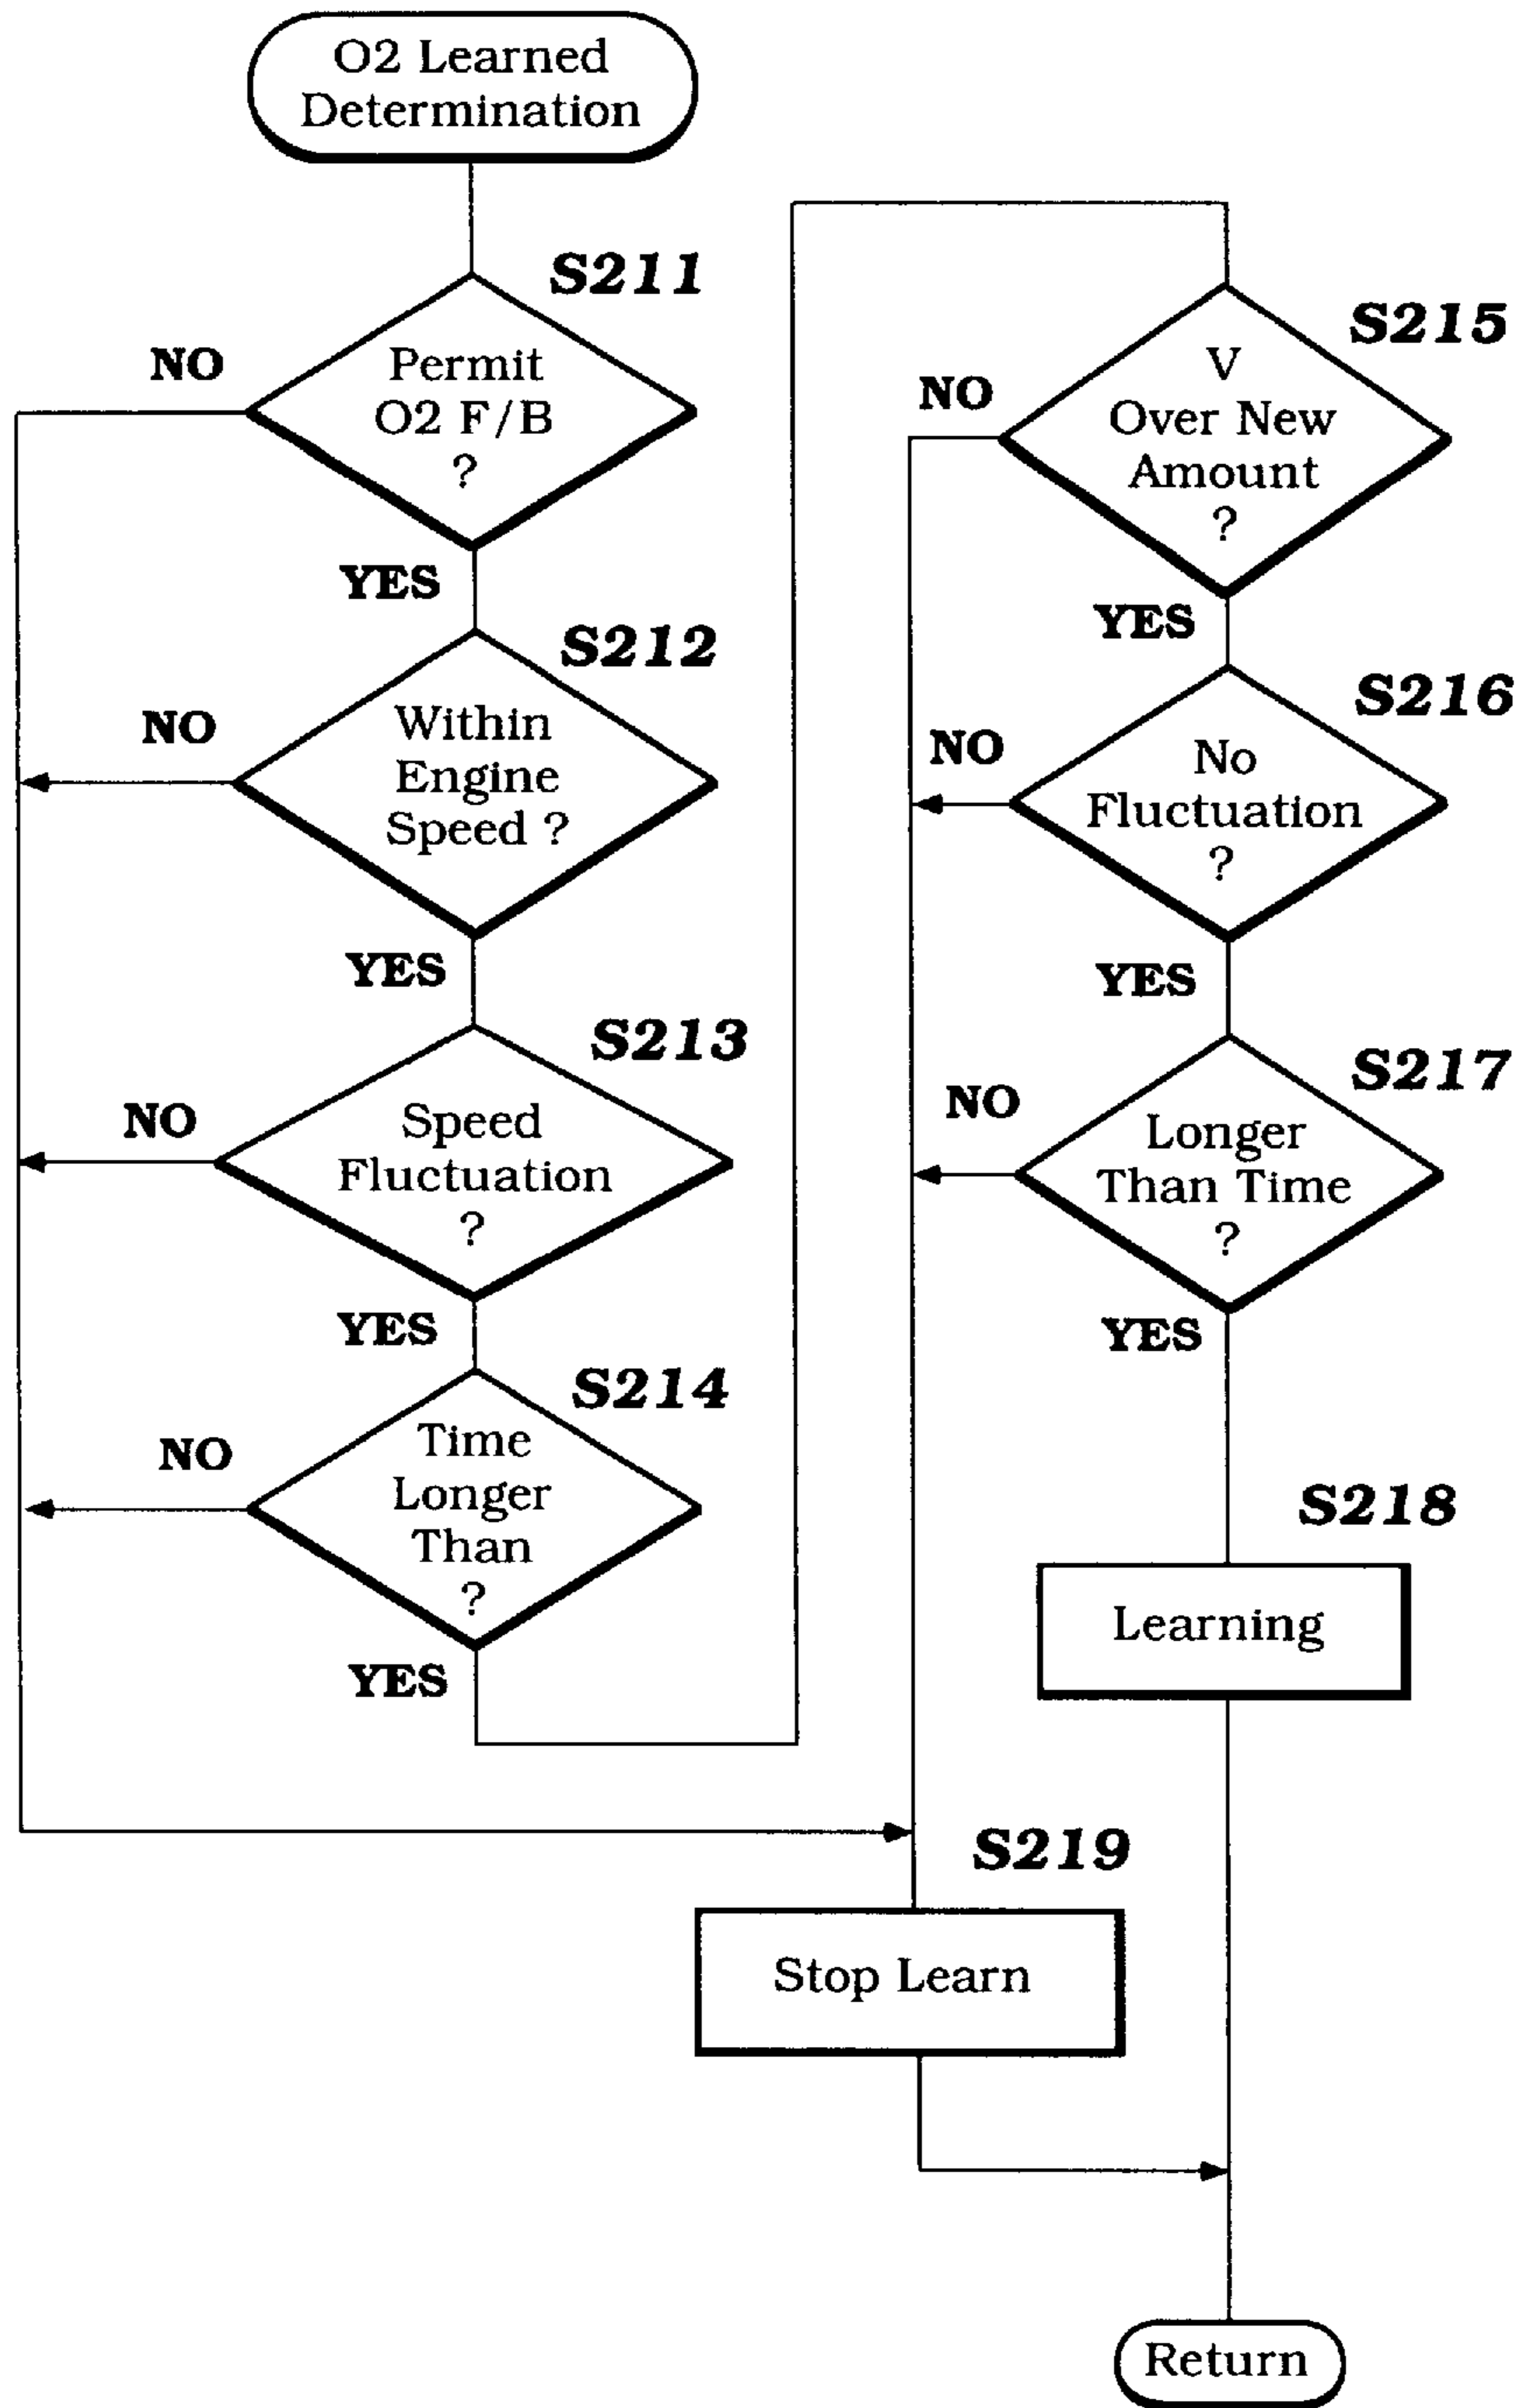 O2 Learned
Determination
S211
NO
Permit
O2 F/B
?
YES
S212
NO
Within
Engine
Speed ?
YES
S213
NO
Speed
Fluctuation
?
YES
S214
NO
Time
Longer
Than
?
YES
S215
NO
V
Over New
Amount
?
YES
S216
NO
No
Fluctuation
?
YES
S217
NO
Longer
Than Time
?
YES
S218
Learning
S219
Stop Learn
Return